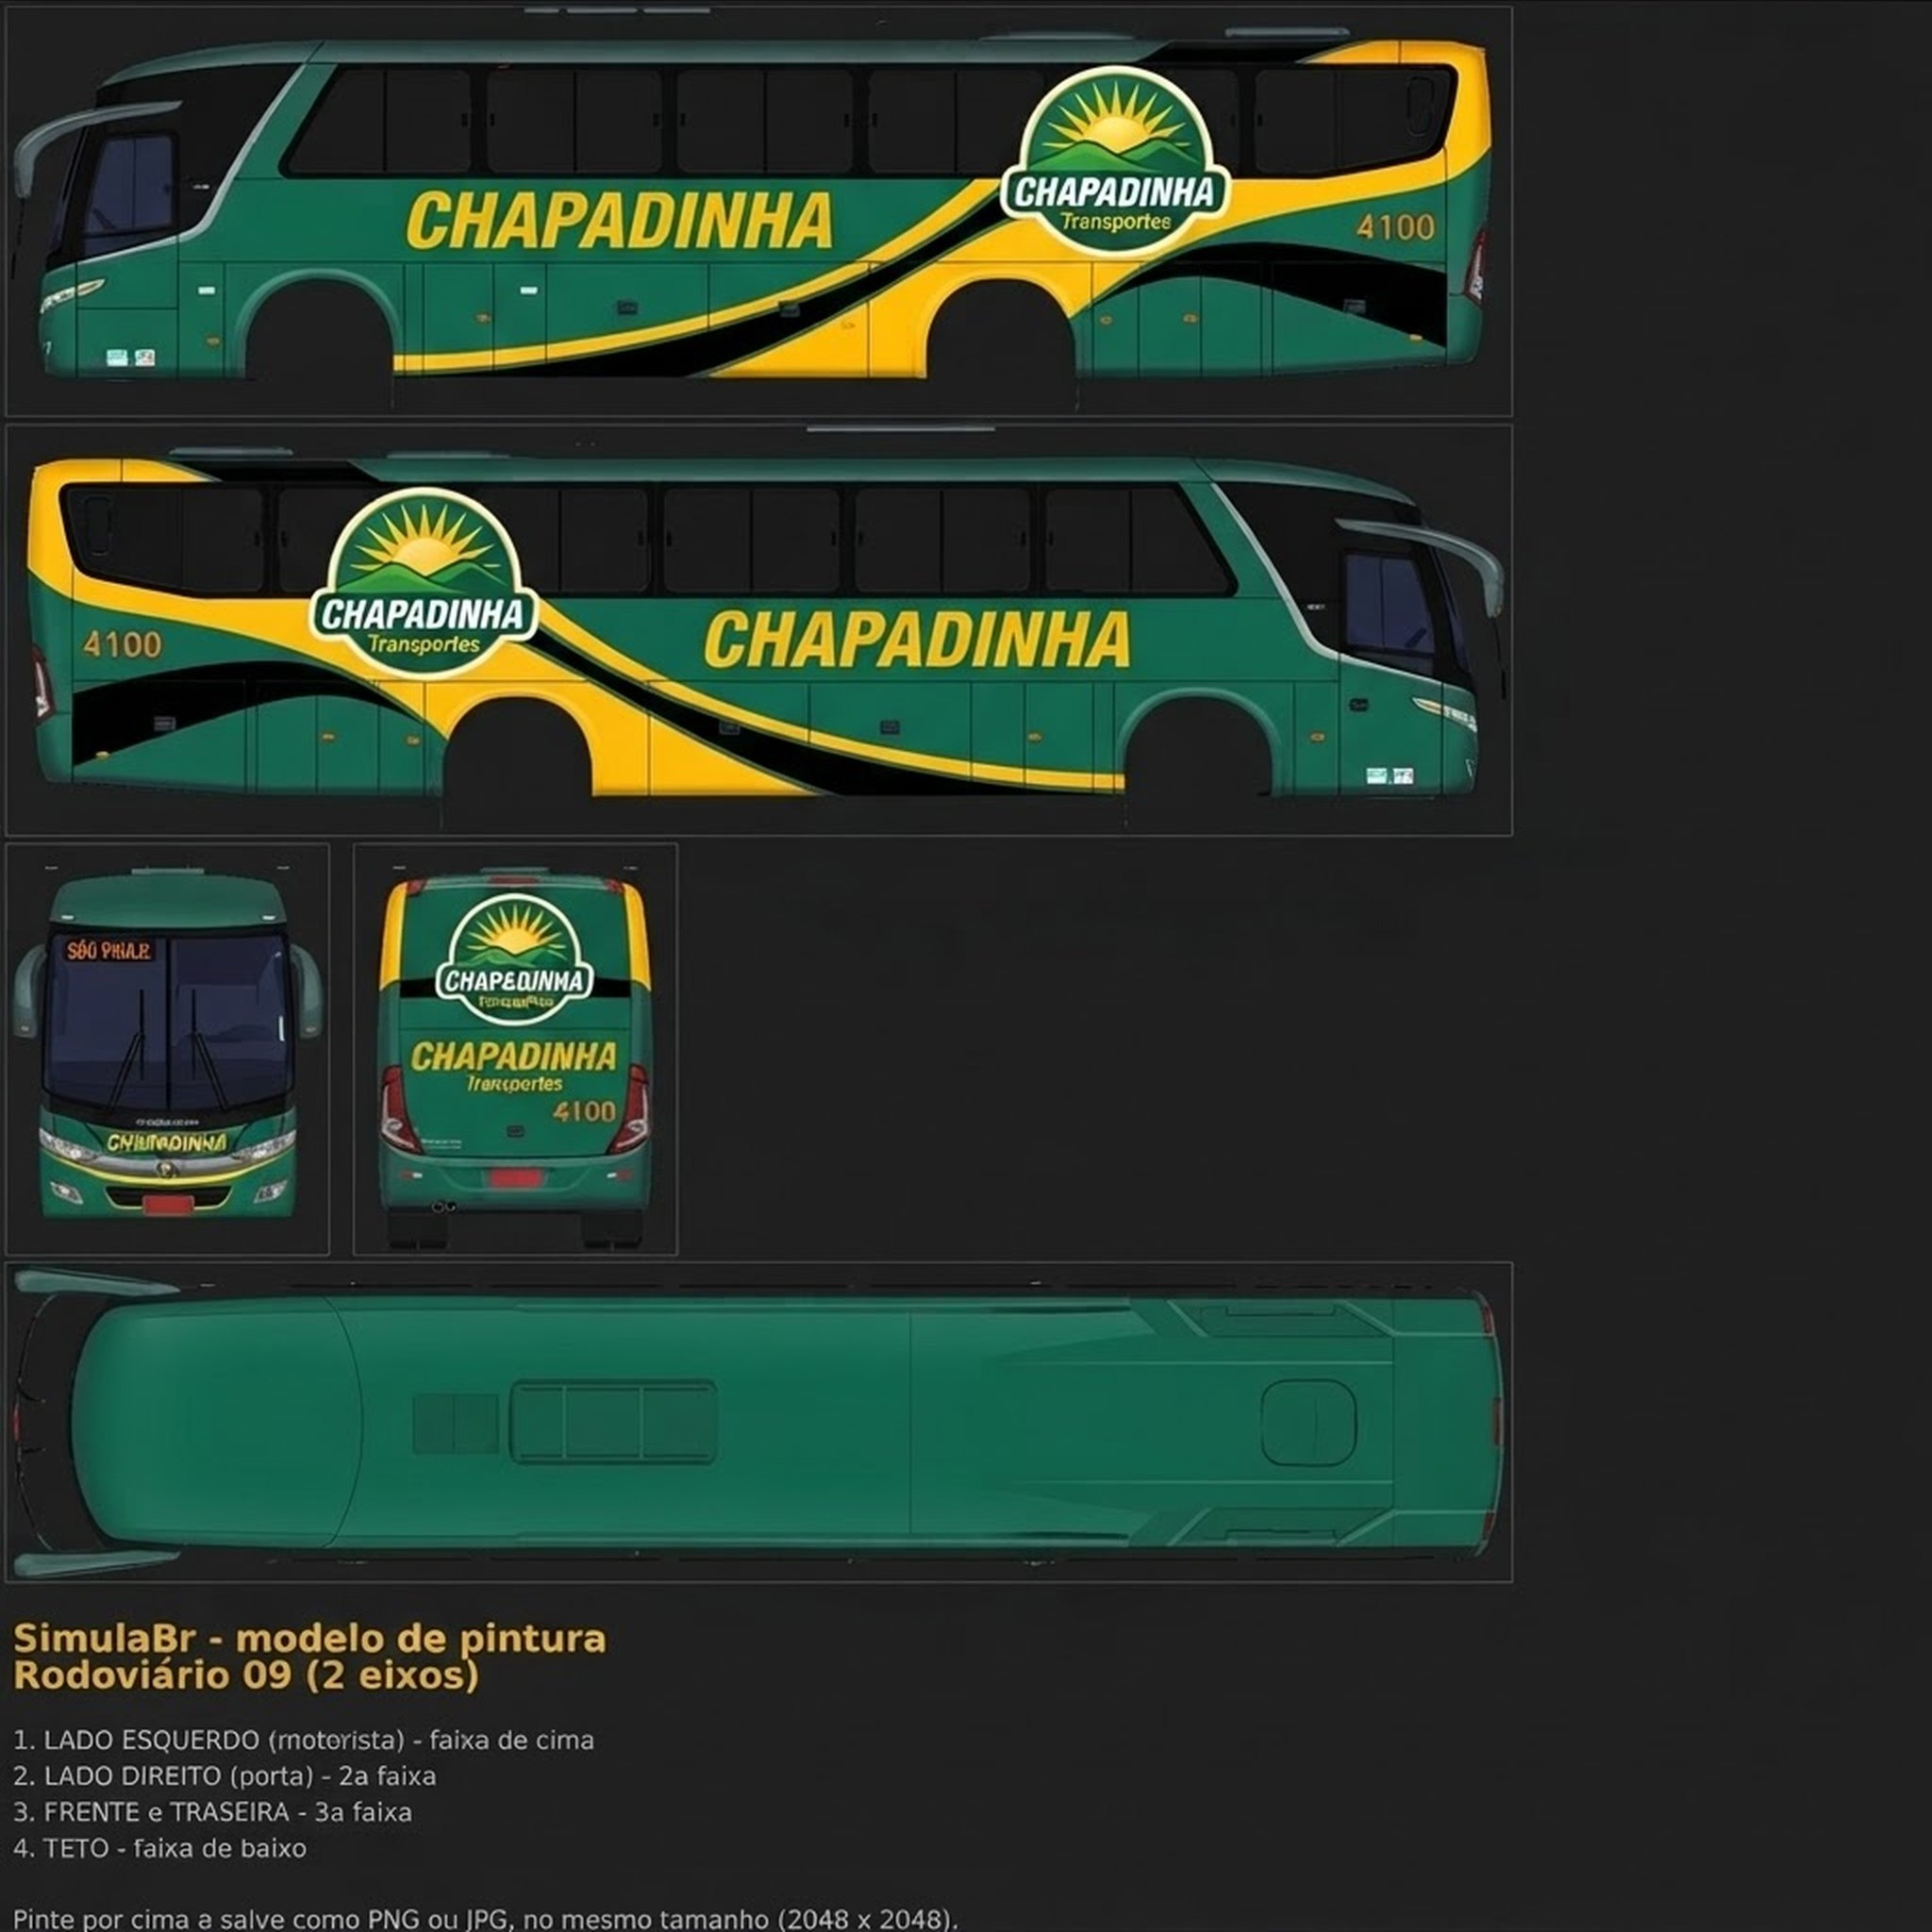 CHAPADINHA
CHAPADINHA
Transportes
4100
CHAPADINHA
Transportes
4100
CHAPADINHA
CHAPADINHA
Transportes
4100
SimulaBr - modelo de pintura
Rodoviário 09 (2 eixos)
1. LADO ESQUERDO (motorista) - faixa de cima
2. LADO DIREITO (porta) - 2a faixa
3. FRENTE e TRASEIRA - 3a faixa
4. TETO - faixa de baixo
Pinte por cima a salve como PNG ou JPG, no mesmo tamanho (2048 x 2048).